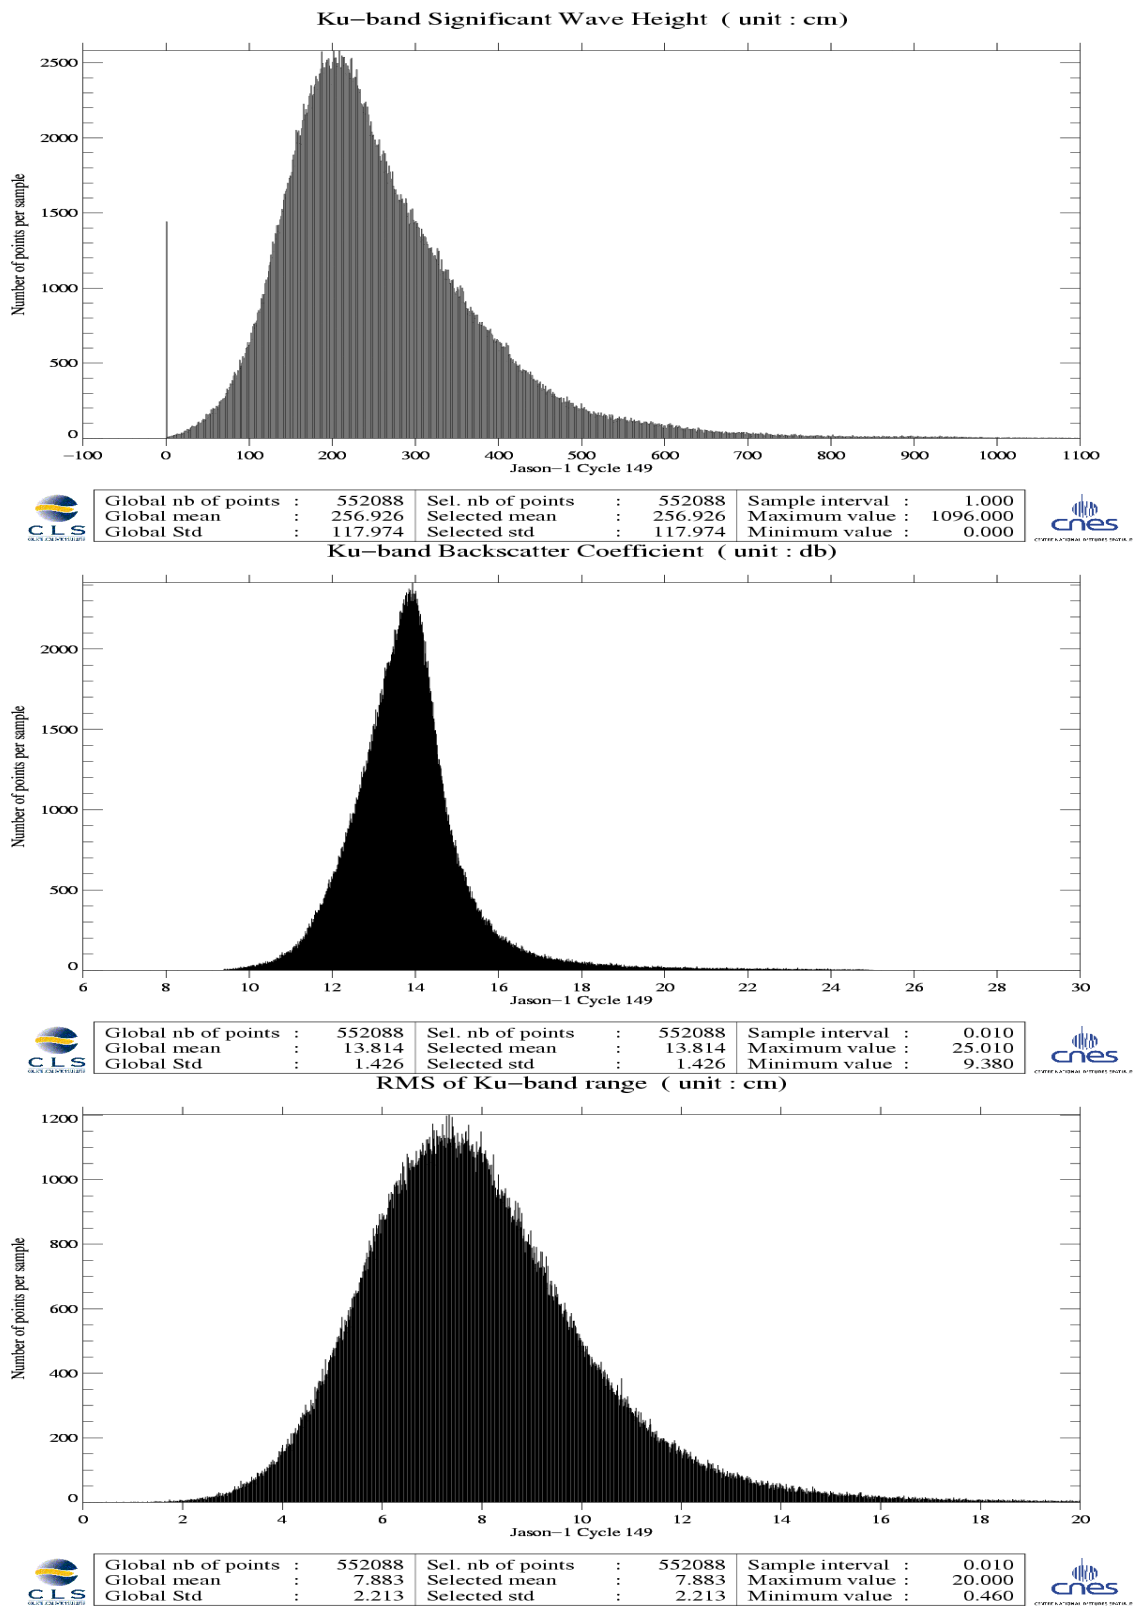 Ku-band Significant Wave Height ( unit : cm)
2500
2000
1500
1000
500
0
Number of points per sample
-100 0 100 200 300 400 500 600 700 800 900 1000 1100
Jason-1 Cycle 149
Global nb of points : 552088 Sel. nb of points : 552088 Sample interval : 1.000
Global mean : 256.926 Selected mean : 256.926 Maximum value : 1096.000
Global Std : 117.974 Selected std : 117.974 Minimum value : 0.000
CLS
cnes
Ku-band Backscatter Coefficient ( unit : db)
2000
1500
1000
500
0
Number of points per sample
6 8 10 12 14 16 18 20 22 24 26 28 30
Jason-1 Cycle 149
Global nb of points : 552088 Sel. nb of points : 552088 Sample interval : 0.010
Global mean : 13.814 Selected mean : 13.814 Maximum value : 25.010
Global Std : 1.426 Selected std : 1.426 Minimum value : 9.380
CLS
cnes
RMS of Ku-band range ( unit : cm)
1200
1000
800
600
400
200
0
Number of points per sample
0 2 4 6 8 10 12 14 16 18 20
Jason-1 Cycle 149
Global nb of points : 552088 Sel. nb of points : 552088 Sample interval : 0.010
Global mean : 7.883 Selected mean : 7.883 Maximum value : 20.000
Global Std : 2.213 Selected std : 2.213 Minimum value : 0.460
CLS
cnes